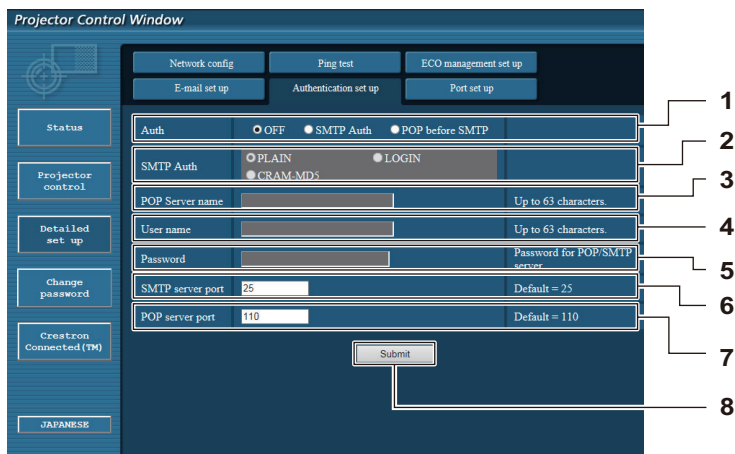 Projector Control Window
Network config
Ping test
ECO management set up
E-mail set up
Authentication set up
Port set up
Status
Projector
control
Detailed
set up
Change
password
Crestron
Connected(TM)
JAPANESE
Auth
OFF SMTP Auth POP before SMTP
SMTP Auth
PLAIN LOGIN
CRAM-MD5
POP Server name
Up to 63 characters.
User name
Up to 63 characters.
Password
Password for POP/SMTP
server
SMTP server port
25
Default = 25
POP server port
110
Default = 110
Submit
1
2
3
4
5
6
7
8